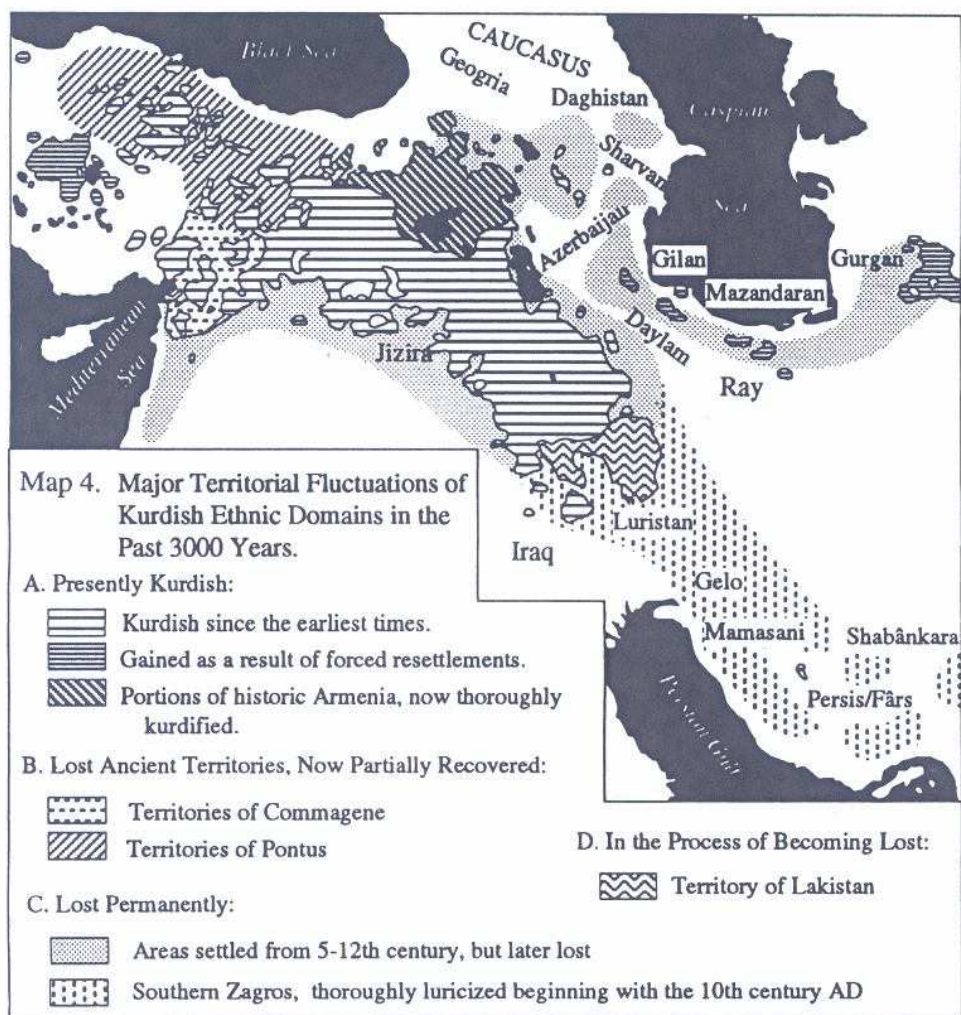 Black Sea
CAUCASUS
Geogria
Daghistan
Caspian
Sea
Sharvan
Azerbaijair
Gilan
Mazandaran
Gurgan
Daylam
Ray
Jizira
Mediterranean
Sea
Luristan
Iraq
Gelo
Mamasani
Shabânkara
Persis/Fârs
Persian Gulf
Map 4. Major Territorial Fluctuations of
Kurdish Ethnic Domains in the
Past 3000 Years.
A. Presently Kurdish:
Kurdish since the earliest times.
Gained as a result of forced resettlements.
Portions of historic Armenia, now thoroughly
kurdified.
B. Lost Ancient Territories, Now Partially Recovered:
Territories of Commagene
Territories of Pontus
C. Lost Permanently:
Areas settled from 5-12th century, but later lost
Southern Zagros, thoroughly luricized beginning with the 10th century AD
D. In the Process of Becoming Lost:
Territory of Lakistan